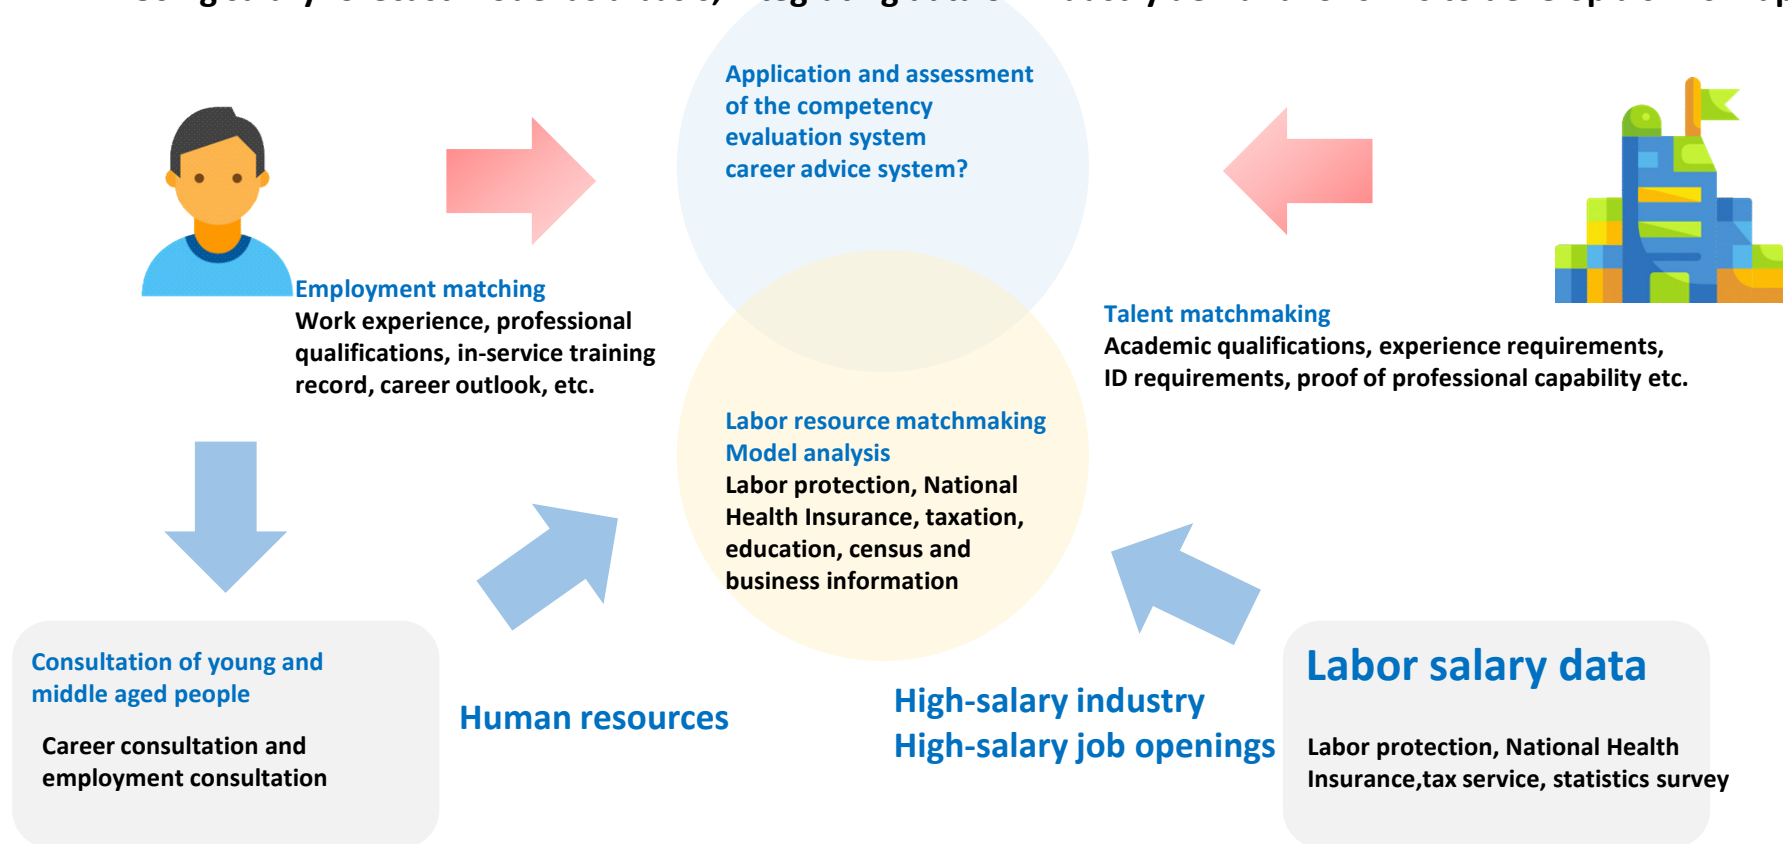 Application and assessment
of the competency
evaluation system
career advice system?
Employment matching
Work experience, professional
qualifications, in-service training
record, career outlook, etc.
Talent matchmaking
Academic qualifications, experience requirements,
ID requirements, proof of professional capability etc.
Labor resource matchmaking
Model analysis
Labor protection, National
Health Insurance, taxation,
education, census and
business information
Consultation of young and
middle aged people
Career consultation and
employment consultation
Human resources
High-salary industry
High-salary job openings
Labor salary data
Labor protection, National Health
Insurance,tax service, statistics survey